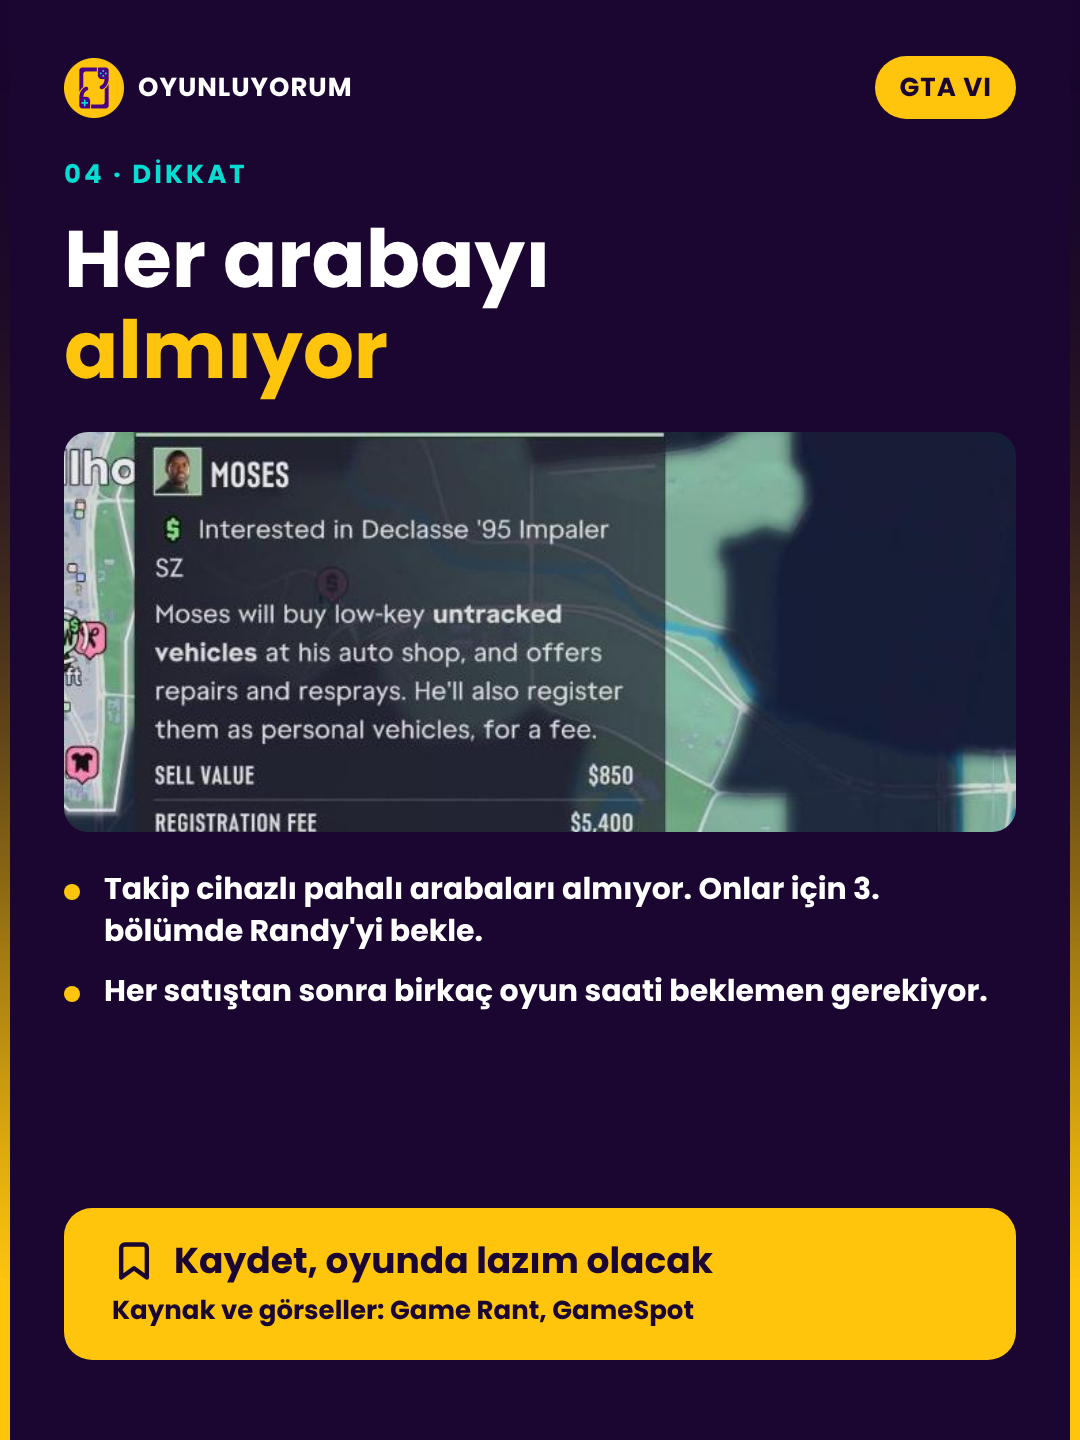 OYUNLUYORUM
GTA VI
04 · DİKKAT
Her arabayı
almıyor
MOSES
$ Interested in Declasse '95 Impaler
SZ
Moses will buy low-key untracked
vehicles at his auto shop, and offers
repairs and resprays. He'll also register
them as personal vehicles, for a fee.
SELL VALUE $850
REGISTRATION FEE $5,400
Takip cihazlı pahalı arabaları almıyor. Onlar için 3.
bölümde Randy'yi bekle.
Her satıştan sonra birkaç oyun saati beklemen gerekiyor.
Kaydet, oyunda lazım olacak
Kaynak ve görseller: Game Rant, GameSpot